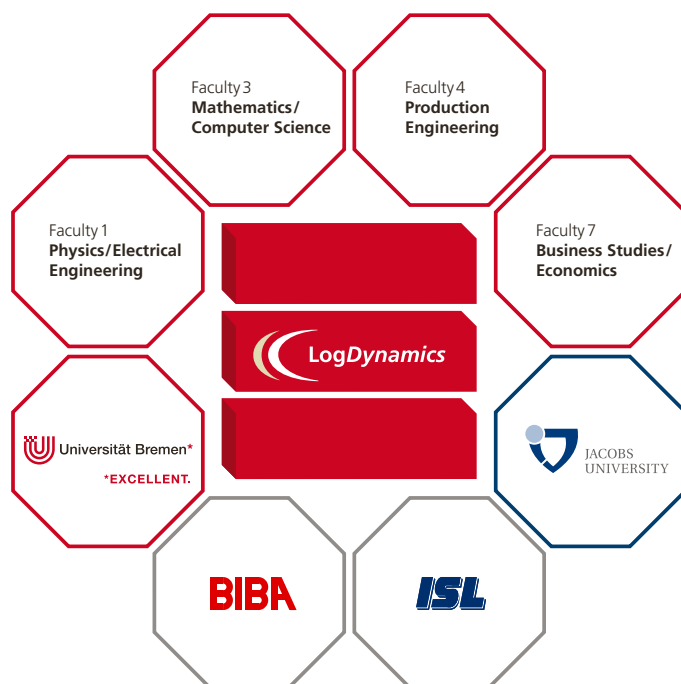 Faculty 3
Mathematics/
Computer Science
Faculty 4
Production
Engineering
Faculty 1
Physics/Electrical
Engineering
Faculty 7
Business Studies/
Economics
LogDynamics
Universität Bremen*
*EXCELLENT.
JACOBS
UNIVERSITY
BIBA
ISL